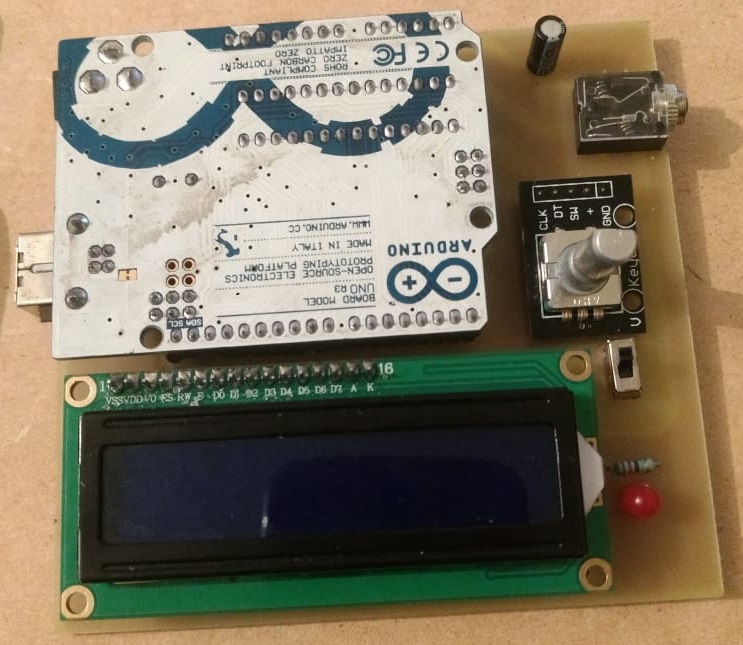 ROHS COMPLIANT
ZERO CARBON FOOTPRINT
IMPATTO ZERO
CE FC
WWW.ARDUINO.CC
MADE IN ITALY
OPEN-SOURCE ELECTRONICS
PROTOTYPING PLATFORM
BOARD MODEL
UNO R3
ARDUINO
SDA SCL
CLK
DT
SW
+
GND
Key
1 16
VSS VDD VO RS RW E D0 D1 D2 D3 D4 D5 D6 D7 A K